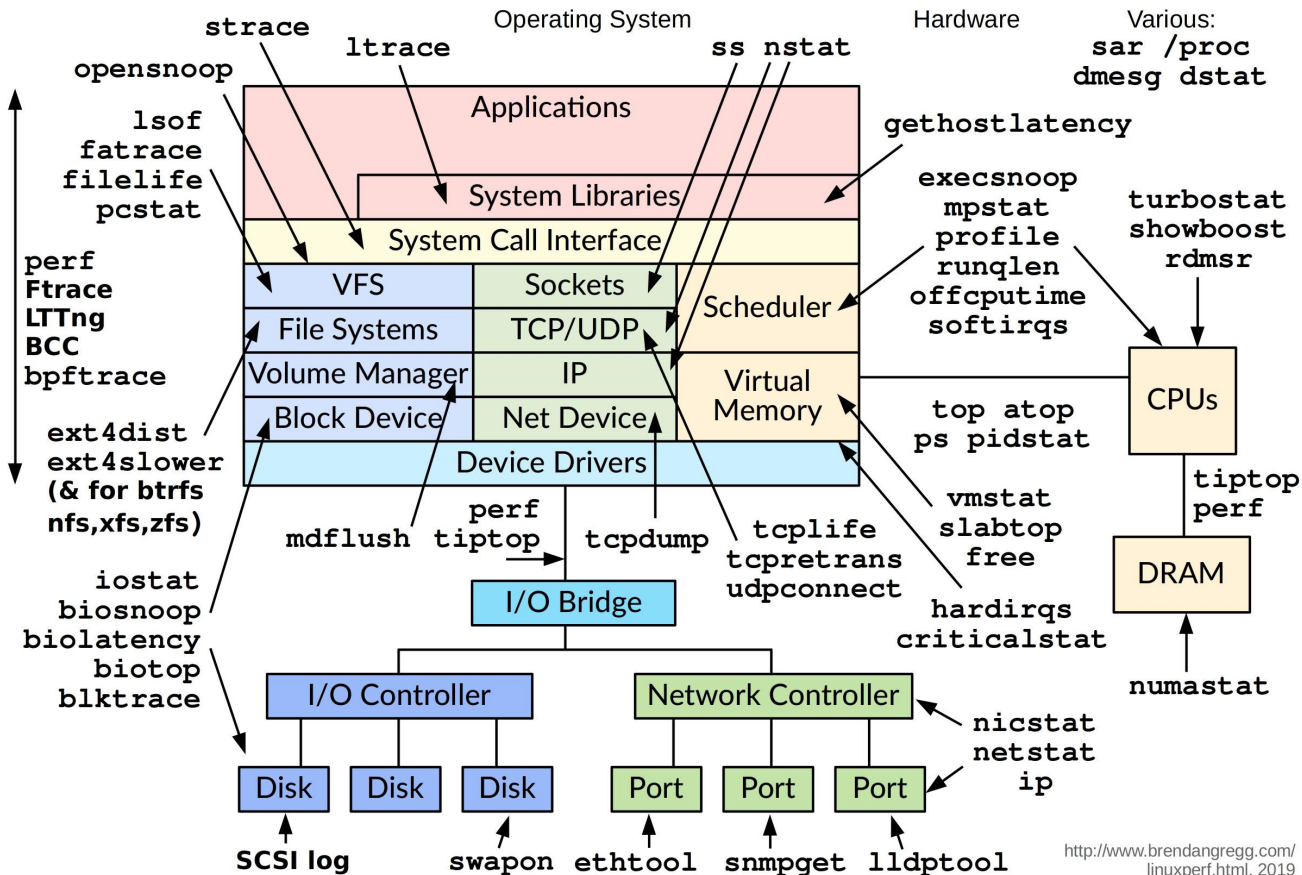 Operating System
Hardware
Various:
sar /proc
dmesg dstat
strace
ltrace
ss nstat
opensnoop
lsof
fatrace
filelife
pcstat
gethostlatency
Applications
System Libraries
System Call Interface
VFS
Sockets
Scheduler
File Systems
TCP/UDP
Volume Manager
IP
Virtual
Memory
Block Device
Net Device
Device Drivers
execsnoop
mpstat
profile
runqlen
offcputime
softirqs
turbostat
showboost
rdmsr
perf
Ftrace
LTTng
BCC
bpftrace
CPUs
top atop
ps pidstat
ext4dist
ext4slower
(& for btrfs
nfs,xfs,zfs)
mdflush
perf
tiptop
tcpdump
tcplife
tcpretrans
udpconnect
vmstat
slabtop
free
tiptop
perf
DRAM
iostat
biosnoop
biolatency
biotop
blktrace
I/O Bridge
hardirqs
criticalstat
numastat
I/O Controller
Network Controller
nicstat
netstat
ip
Disk
Disk
Disk
Port
Port
Port
SCSI log
swapon
ethtool
snmpget
lldptool
http://www.brendangregg.com/
linuxperf.html, 2019